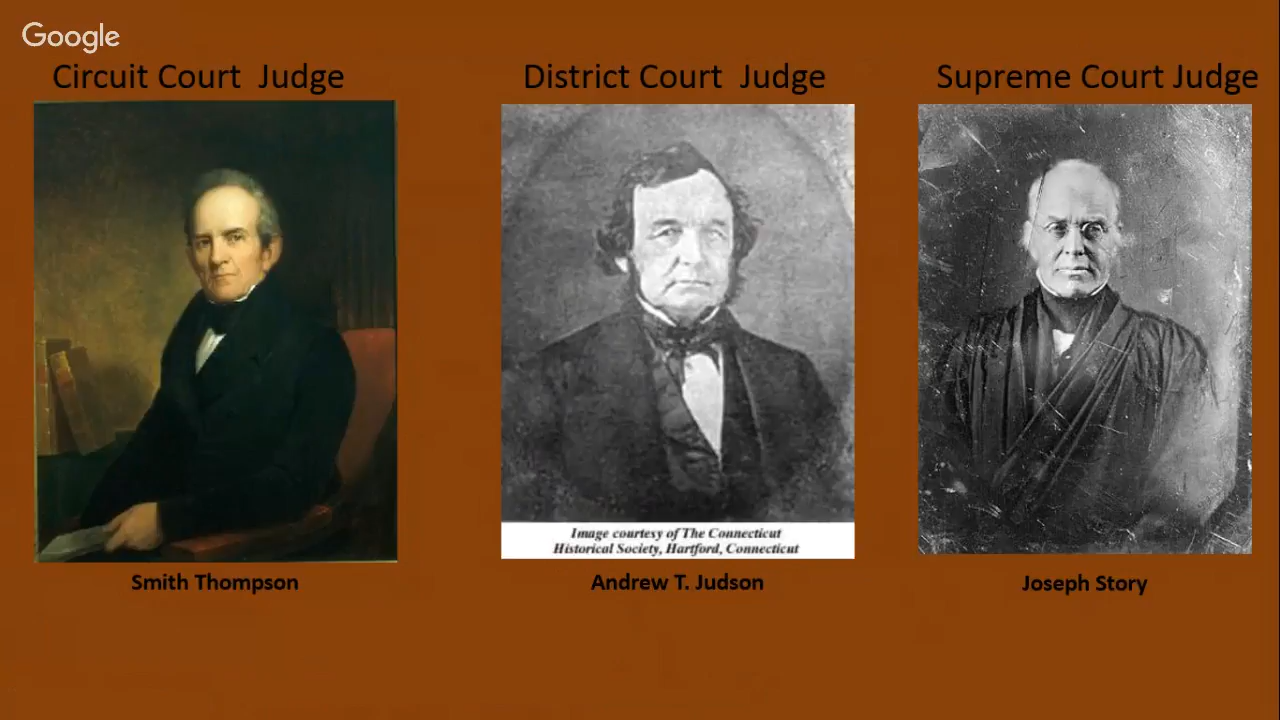 Google
Circuit Court Judge
District Court Judge
Supreme Court Judge
Image courtesy of The Connecticut
Historical Society, Hartford, Connecticut
Smith Thompson
Andrew T. Judson
Joseph Story